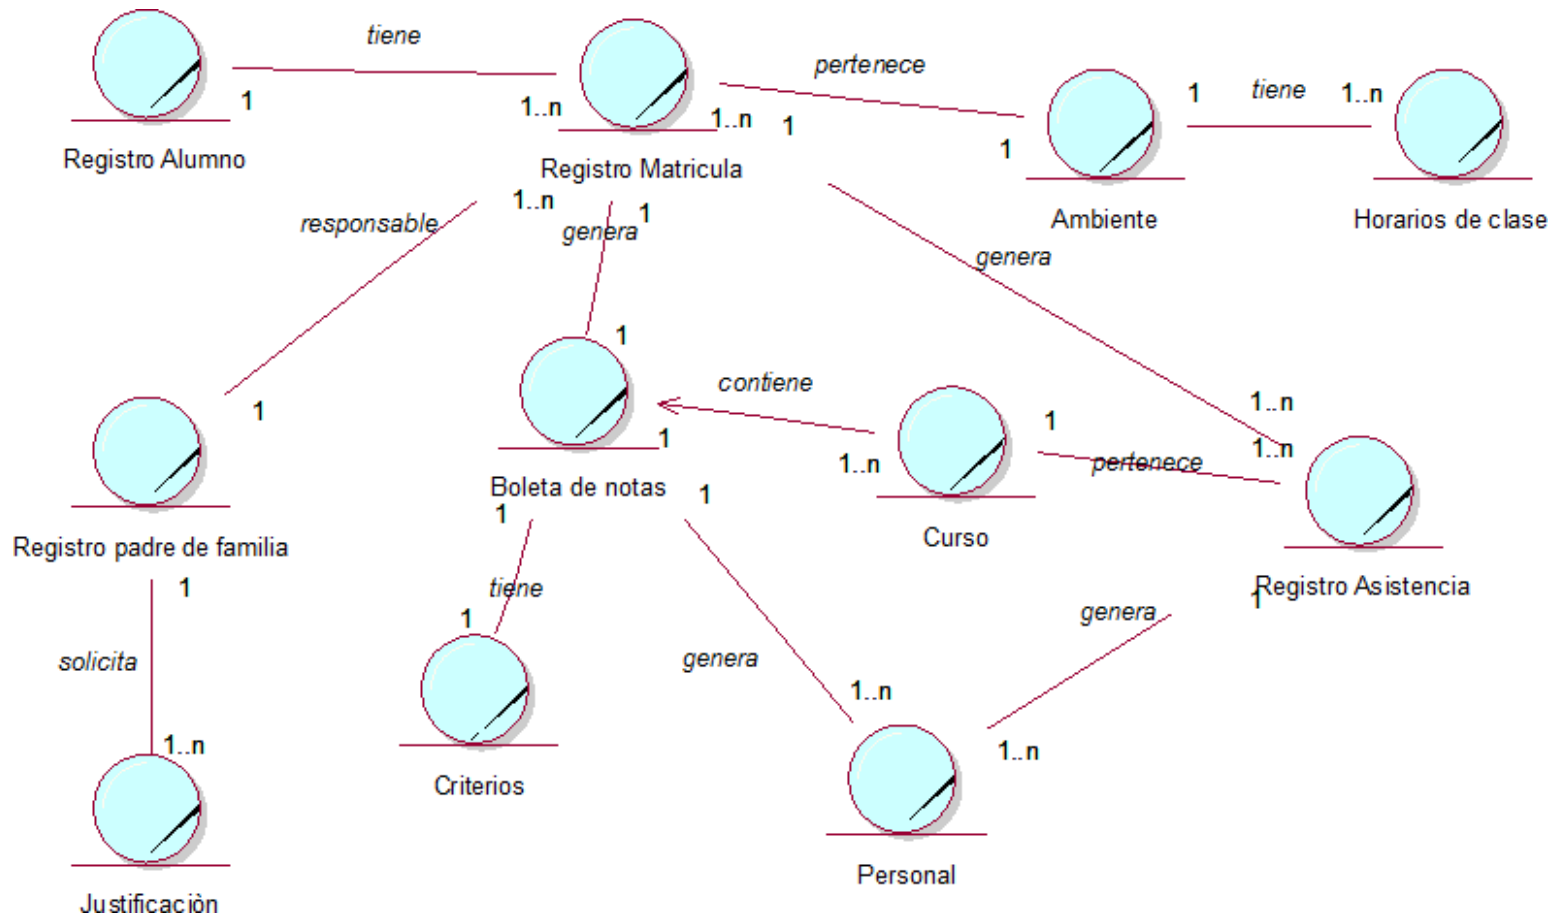 tiene
1
1..n
Registro Alumno
Registro Matricula
pertenece
1..n
1
1
Ambiente
1
tiene
1..n
Horarios de clase
responsable
1..n
1
genera
1
1
genera
1..n
1
Registro padre de familia
contiene
1
1..n
Boleta de notas
Curso
1
pertenece
1..n
Registro Asistencia
1
solicita
1..n
Justificaciòn
1
tiene
1
Criterios
1
genera
1..n
Personal
genera
1
1..n